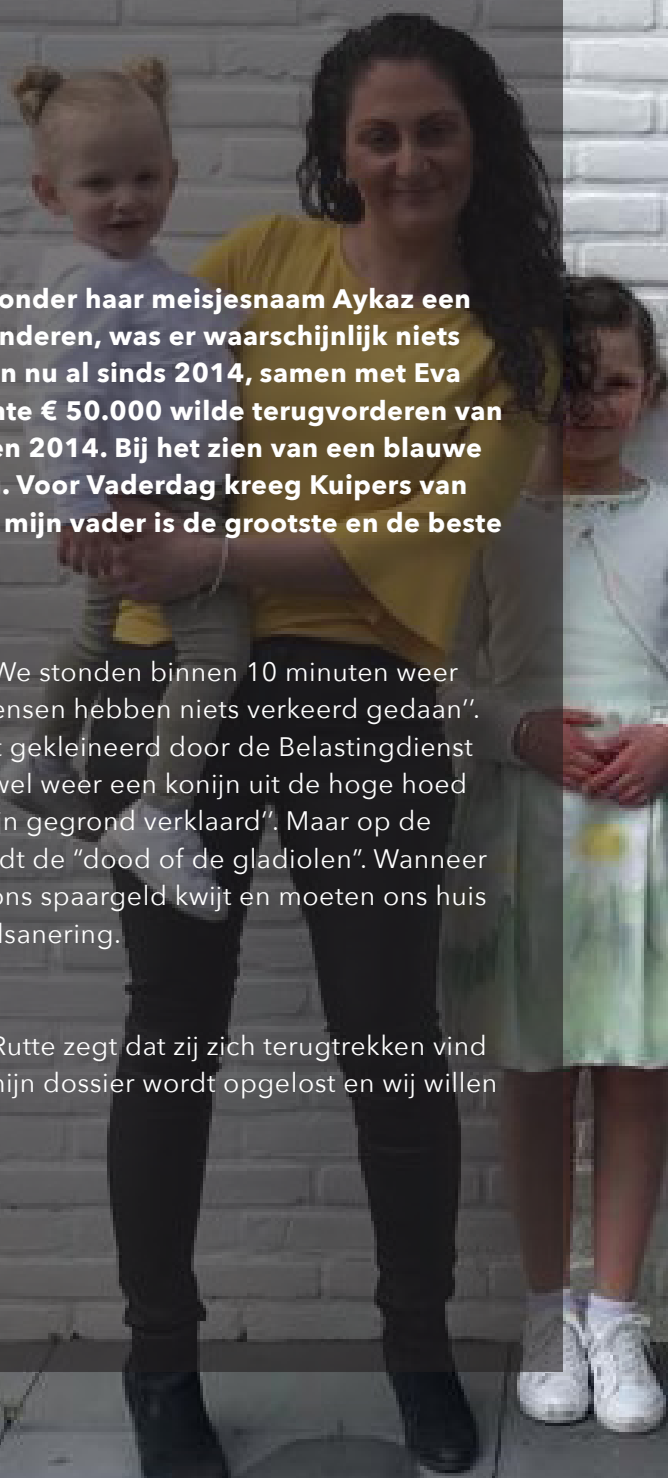 onder haar meisjesnaam Aykaz een
nderen, was er waarschijnlijk niets
n nu al sinds 2014, samen met Eva
nte € 50.000 wilde terugvorderen van
en 2014. Bij het zien van een blauwe
. Voor Vaderdag kreeg Kuipers van
mijn vader is de grootste en de beste
We stonden binnen 10 minuten weer
ensen hebben niets verkeerd gedaan’’.
t gekleineerd door de Belastingdienst
wel weer een konijn uit de hoge hoed
jn gegrond verklaard’’. Maar op de
dt de “dood of de gladiolen”. Wanneer
ons spaargeld kwijt en moeten ons huis
dsanering.
Rutte zegt dat zij zich terugtrekken vind
mijn dossier wordt opgelost en wij willen